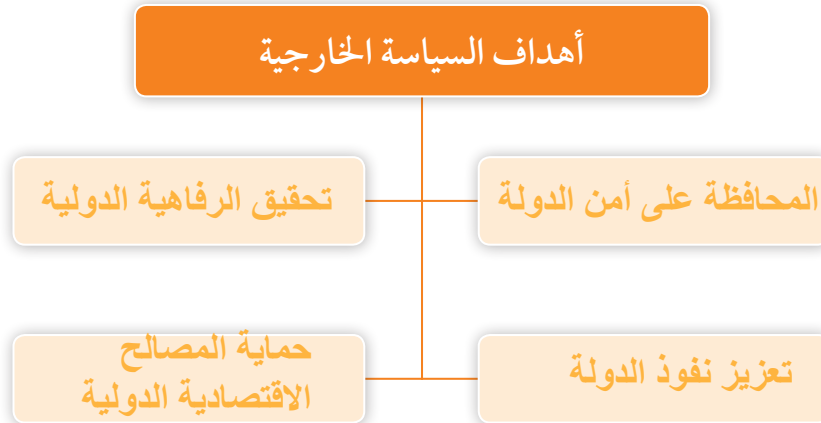 أهداف السياسة الخارجية
المحافظة على أمن الدولة
تحقيق الرفاهية الدولية
تعزيز نفوذ الدولة
حماية المصالح
الاقتصادية الدولية